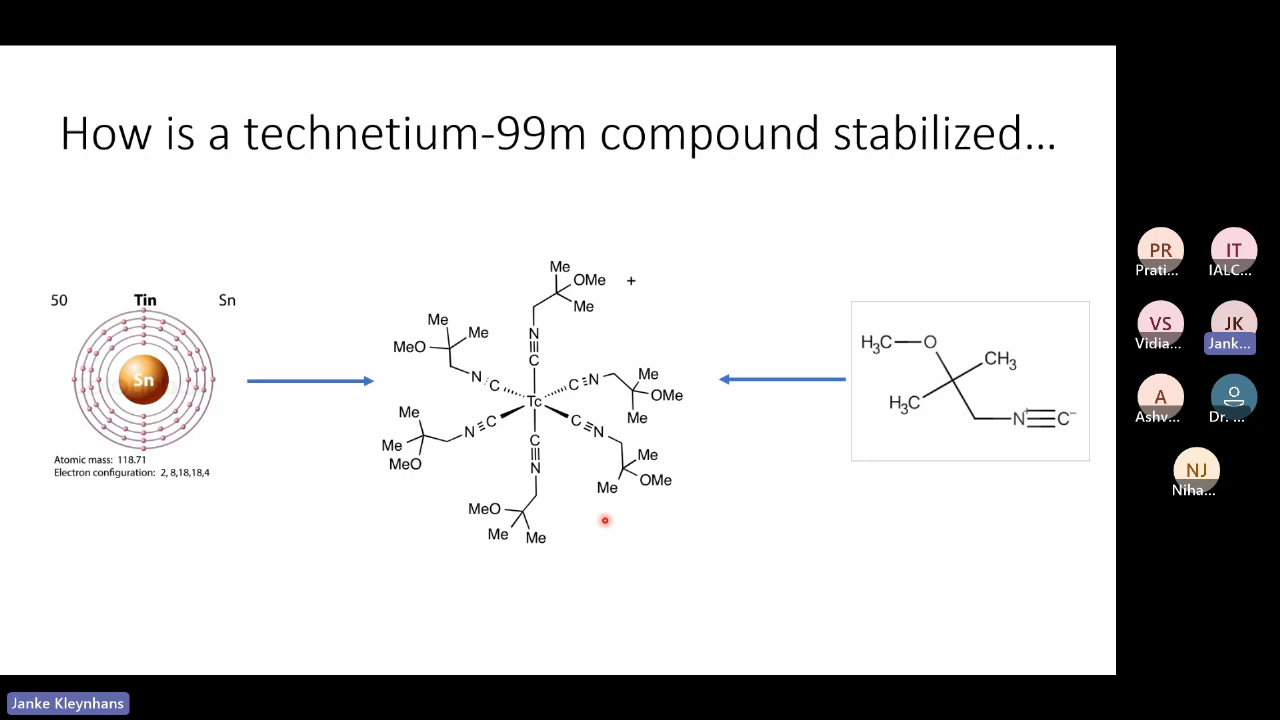 How is a technetium-99m compound stabilized...
50 Tin Sn
Sn
Atomic mass: 118.71
Electron configuration: 2, 8,18,18,4
Me
OMe
+
Me
N
C
Me
Me
MeO
N
C
C
N
Me
OMe
Me
Tc
Me
Me
MeO
N
C
C
N
Me
OMe
Me
C
N
MeO
Me
Me
H₃C
O
CH₃
H₃C
N⁺
C⁻
PR
Prati...
IT
IALC...
VS
Vidia...
JK
Jank...
A
Ashv...
Dr. ...
NJ
Niha...
Janke Kleynhans